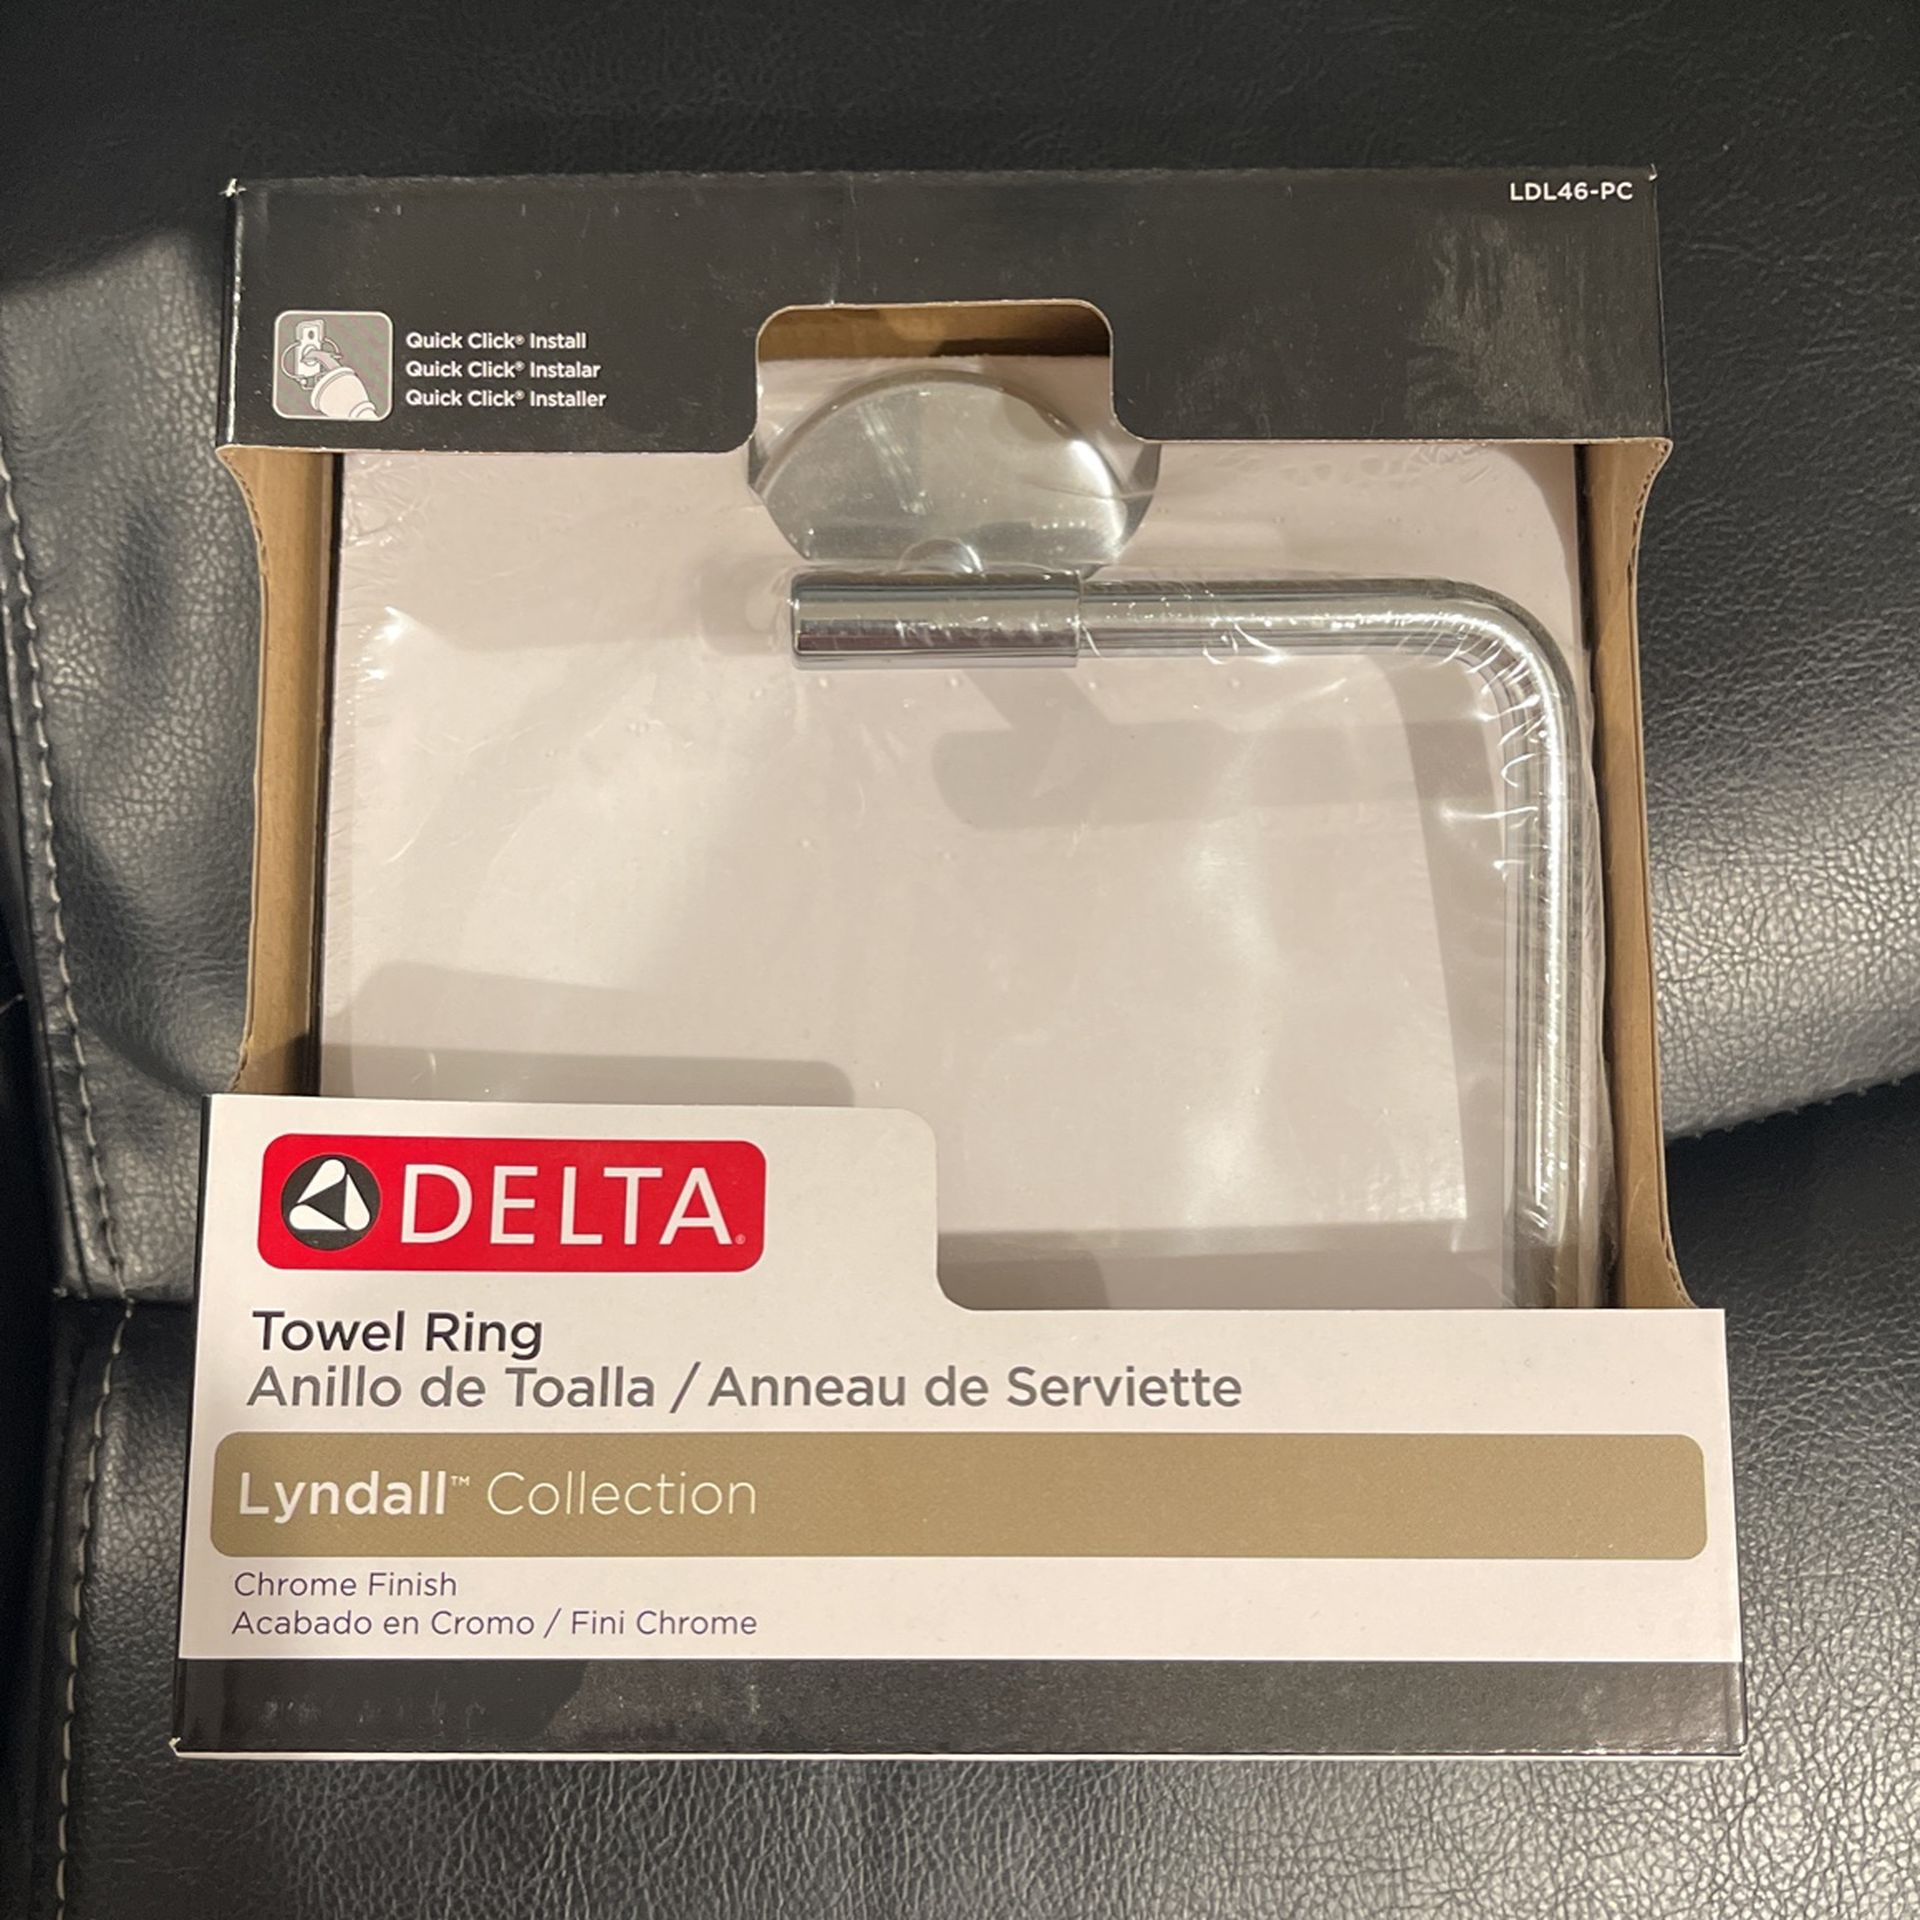 LDL46-PC
Quick Click® Install
Quick Click® Instalar
Quick Click® Installer
DELTA®
Towel Ring
Anillo de Toalla / Anneau de Serviette
Lyndall™ Collection
Chrome Finish
Acabado en Cromo / Fini Chrome